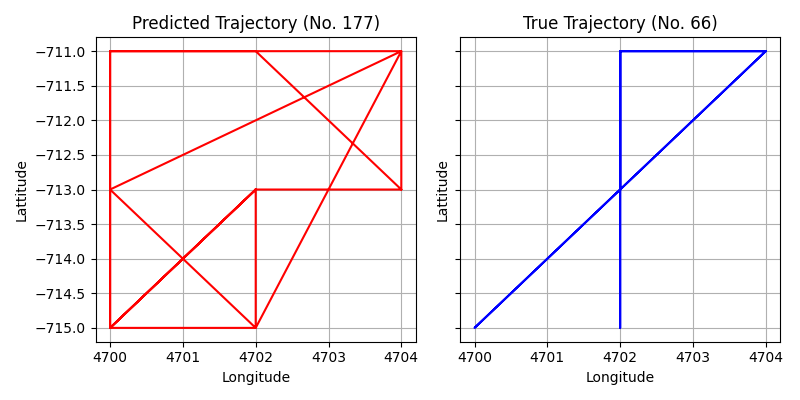 Predicted Trajectory (No. 177)
True Trajectory (No. 66)
−711.0
−711.5
−712.0
−712.5
−713.0
−713.5
−714.0
−714.5
−715.0
Lattitude
Lattitude
4700 4701 4702 4703 4704
4700 4701 4702 4703 4704
Longitude
Longitude